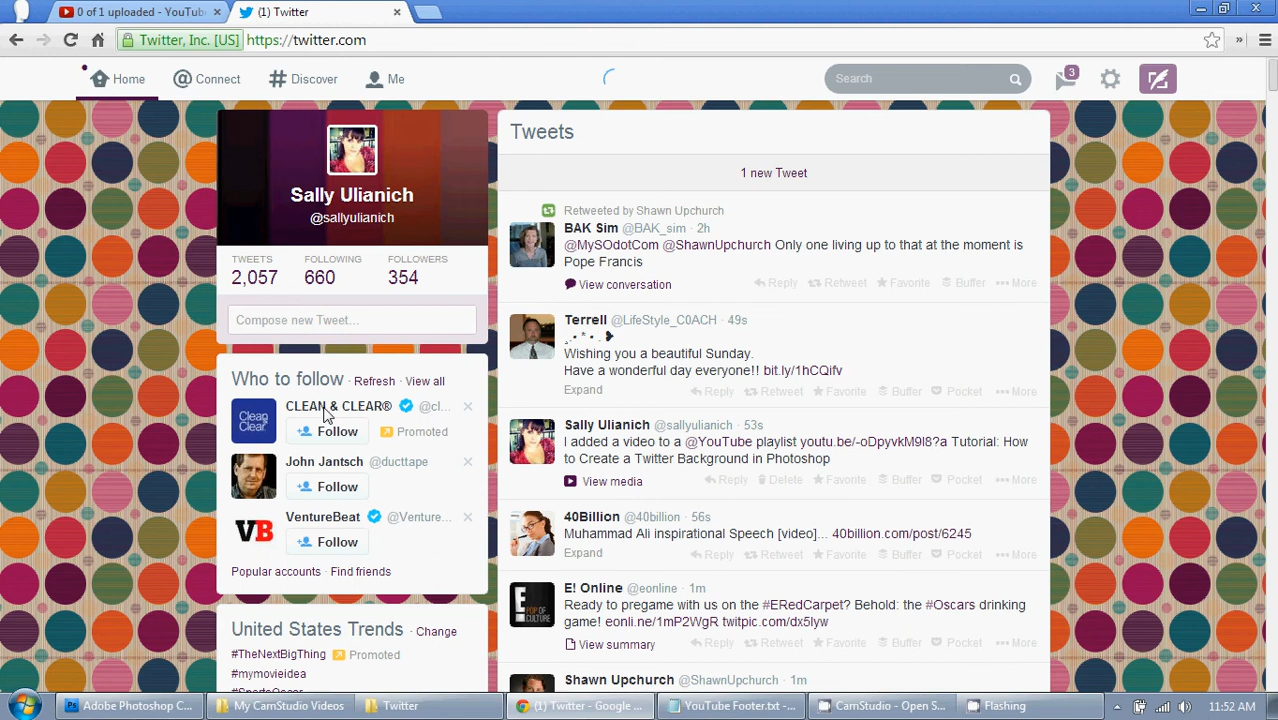 0 of 1 uploaded - YouTub
(1) Twitter
Twitter, Inc. [US] https://twitter.com
Home @ Connect # Discover Me
Search
3
Sally Ulianich
@sallyulianich
TWEETS FOLLOWING FOLLOWERS
2,057 660 354
Compose new Tweet...
Who to follow · Refresh · View all
Clean & Clear
CLEAN & CLEAR® @cl...
Follow Promoted
John Jantsch @ducttape
Follow
VB
VentureBeat @Venture...
Follow
Popular accounts · Find friends
United States Trends · Change
#TheNextBigThing Promoted
#mymovieidea
#SportsOscar
Tweets
1 new Tweet
Retweeted by Shawn Upchurch
BAK Sim @BAK_sim · 2h
@MySOdotCom @ShawnUpchurch Only one living up to that at the moment is
Pope Francis
View conversation Reply Retweet Favorite Buffer More
Terrell @LifeStyle_C0ACH · 49s
Wishing you a beautiful Sunday.
Have a wonderful day everyone!! bit.ly/1hCQifv
Expand Reply Retweet Favorite Buffer Pocket More
Sally Ulianich @sallyulianich · 53s
I added a video to a @YouTube playlist youtu.be/-oDpyvkM9I8?a Tutorial: How
to Create a Twitter Background in Photoshop
View media Reply Delete Favorite Buffer Pocket More
40Billion @40billion · 56s
Muhammad Ali inspirational Speech [video]... 40billion.com/post/6245
Expand Reply Retweet Favorite Buffer Pocket More
E! Online @eonline · 1m
Ready to pregame with us on the #ERedCarpet? Behold: the #Oscars drinking
game! eonli.ne/1mP2WgR twitpic.com/dx5lyw
View summary Reply Retweet Favorite Buffer Pocket More
E
POP OF
CULTURE
Shawn Upchurch @ShawnUpchurch · 1m
Ps Adobe Photoshop C...
My CamStudio Videos
Twitter
(1) Twitter - Google ...
YouTube Footer.txt -...
CamStudio - Open S...
Flashing
11:52 AM